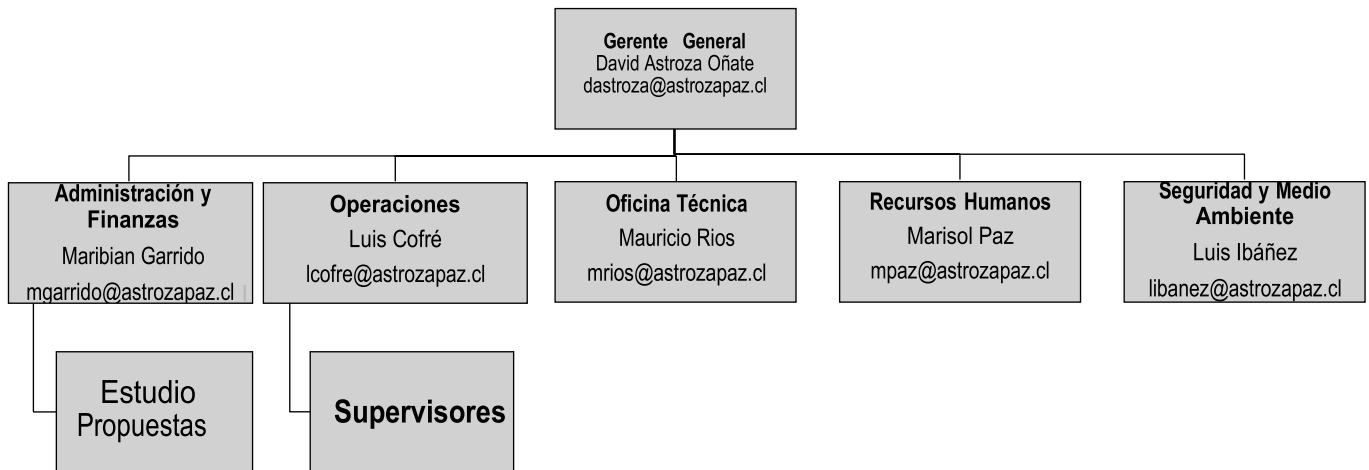 Gerente General
David Astroza Oñate
dastroza@astrozapaz.cl
Administración y
Finanzas
Maribian Garrido
mgarrido@astrozapaz.cl
Operaciones
Luis Cofré
lcofre@astrozapaz.cl
Oficina Técnica
Mauricio Rios
mrios@astrozapaz.cl
Recursos Humanos
Marisol Paz
mpaz@astrozapaz.cl
Seguridad y Medio
Ambiente
Luis Ibáñez
libanez@astrozapaz.cl
Estudio
Propuestas
Supervisores